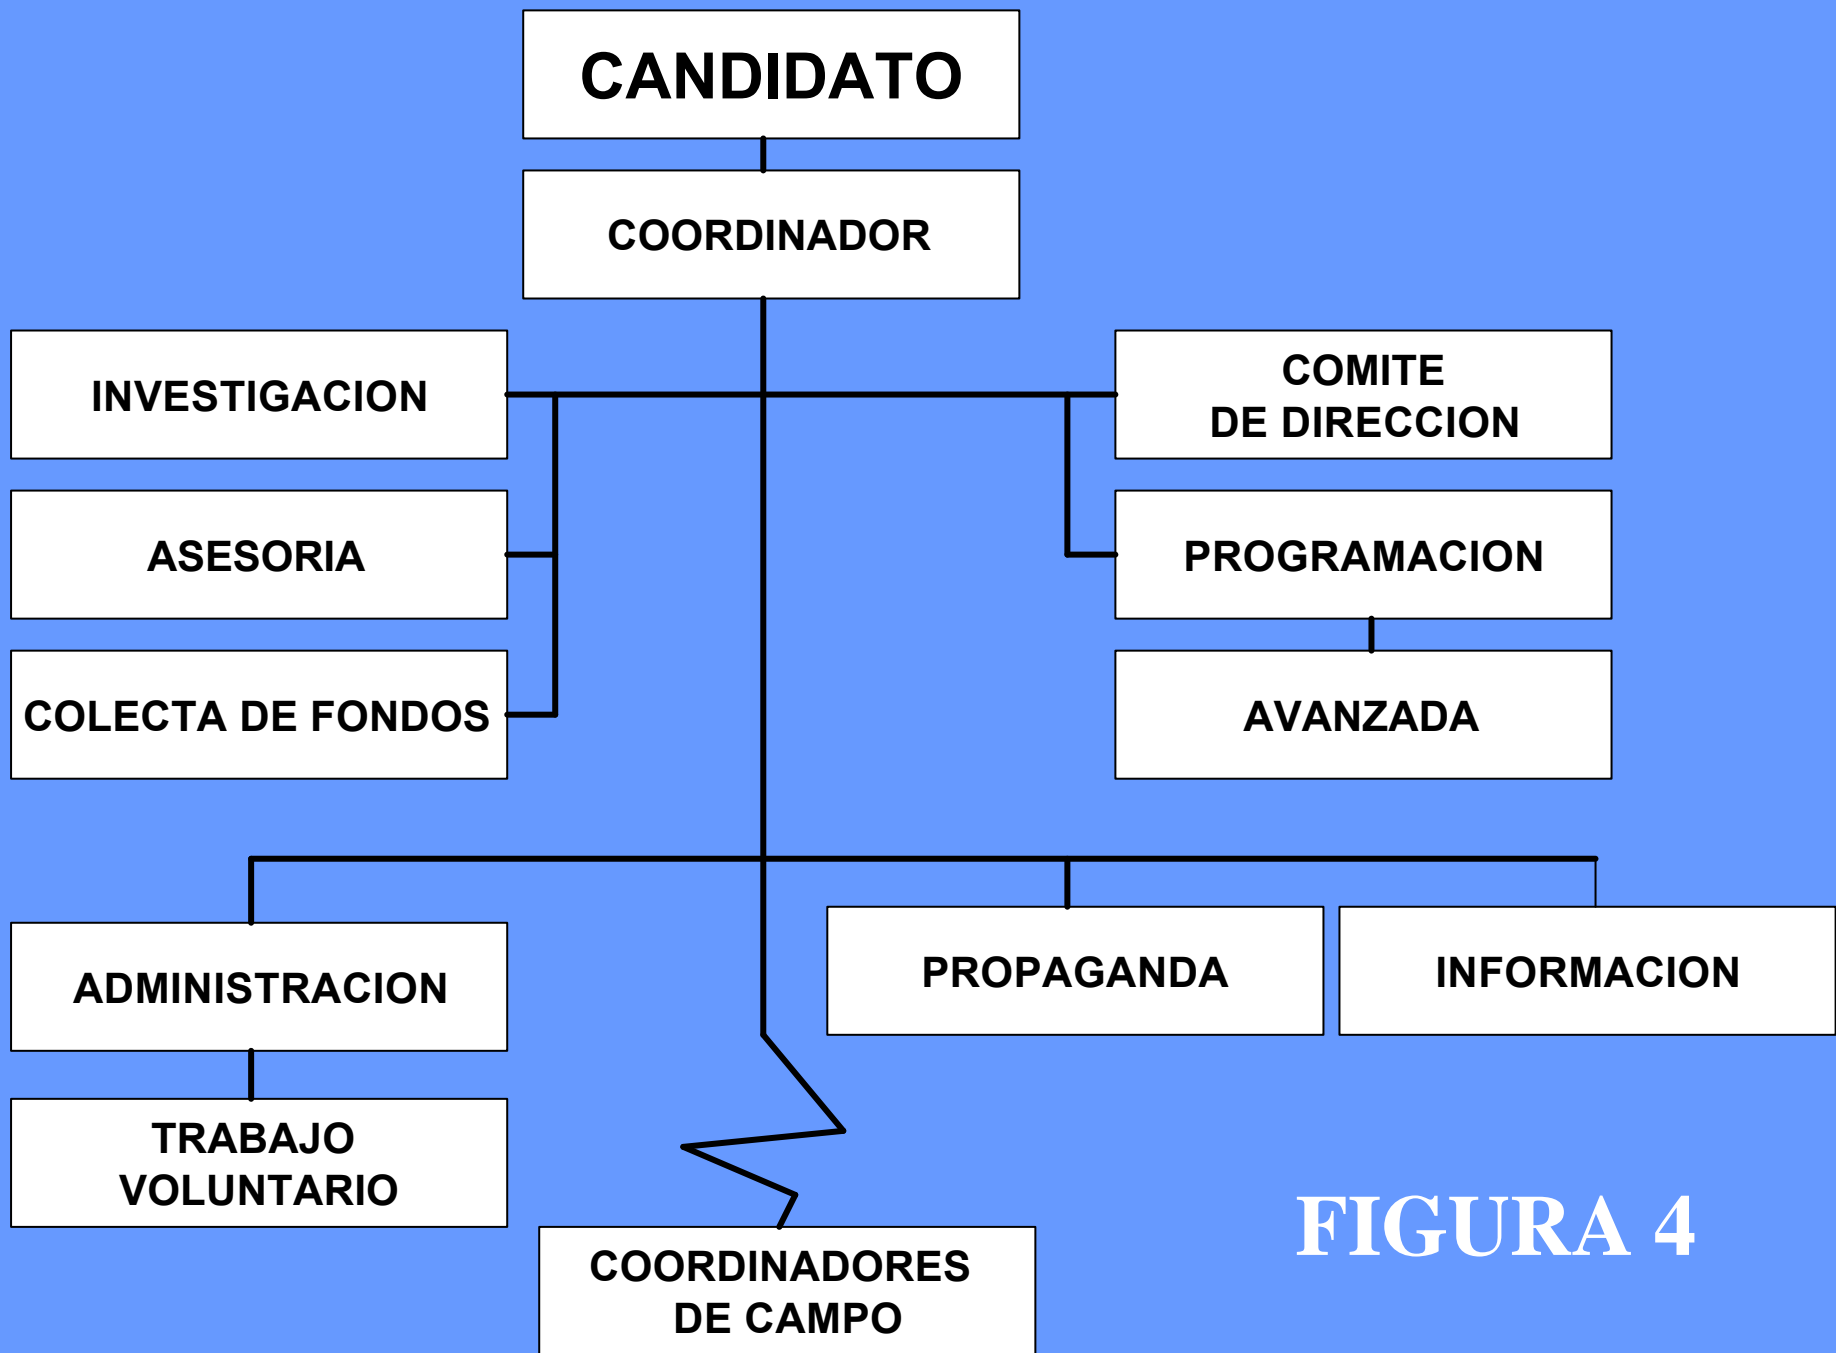 CANDIDATO
COORDINADOR
INVESTIGACION
COMITE
DE DIRECCION
ASESORIA
PROGRAMACION
COLECTA DE FONDOS
AVANZADA
ADMINISTRACION
PROPAGANDA
INFORMACION
TRABAJO
VOLUNTARIO
COORDINADORES
DE CAMPO
FIGURA 4